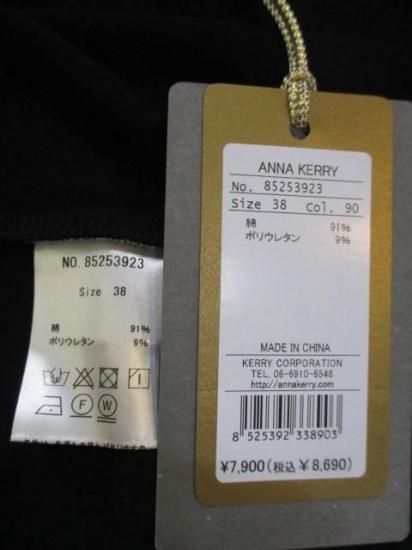 NO. 85253923
Size 38
綿 91%
ポリウレタン 9%
ANNA KERRY
No. 85253923
Size 38 Col. 90
綿 91%
ポリウレタン 9%
MADE IN CHINA
KERRY CORPORATION
TEL. 06-6910-6548
http://annakerry.com
8 525392 338903
¥7,900(税込¥8,690)